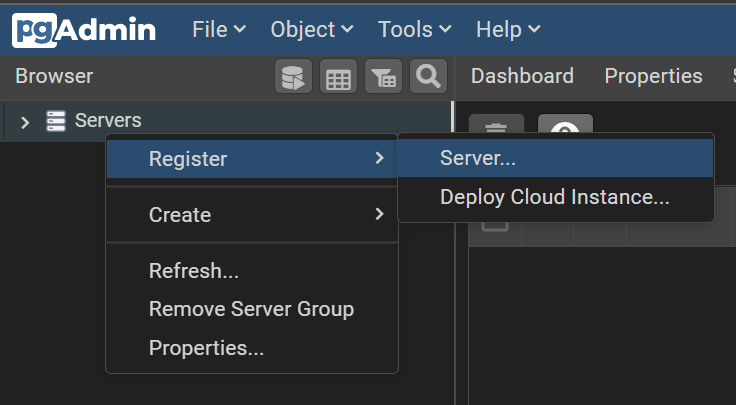 pgAdmin File Object Tools Help
Browser Dashboard Properties
Servers
Register
Server...
Deploy Cloud Instance...
Create
Refresh...
Remove Server Group
Properties...